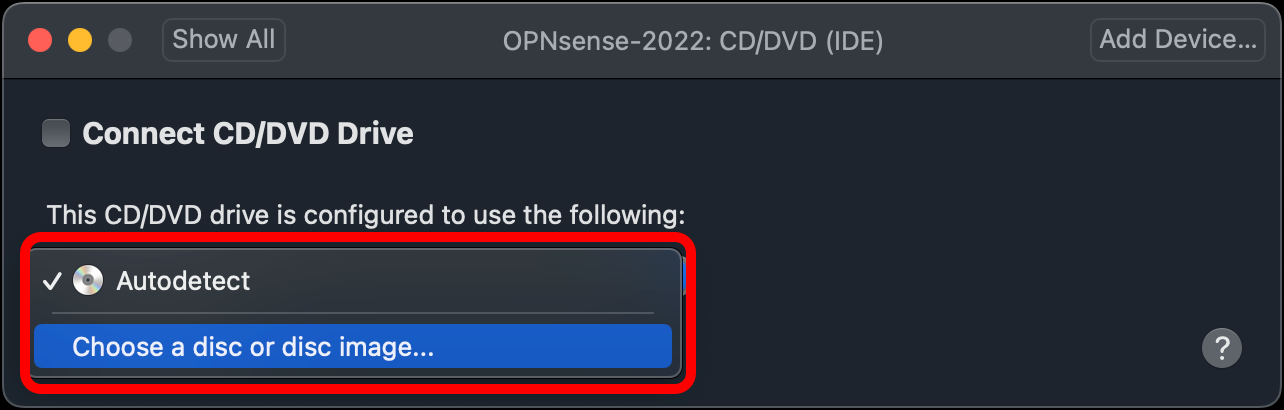 Show All
OPNsense-2022: CD/DVD (IDE)
Add Device...
Connect CD/DVD Drive
This CD/DVD drive is configured to use the following:
✓ Autodetect
Choose a disc or disc image...
?